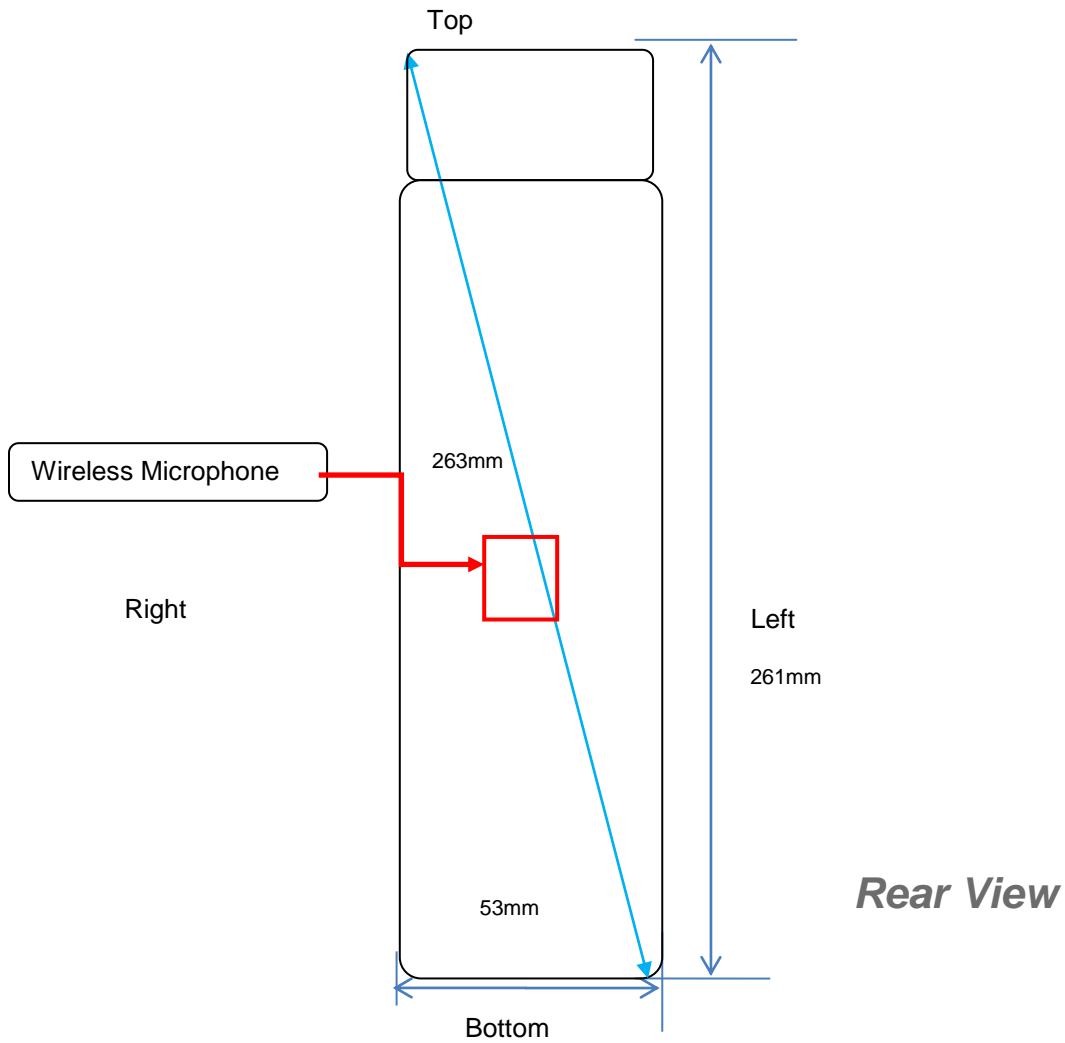 Top
263mm
Wireless Microphone
Right
Left
261mm
Rear View
53mm
Bottom